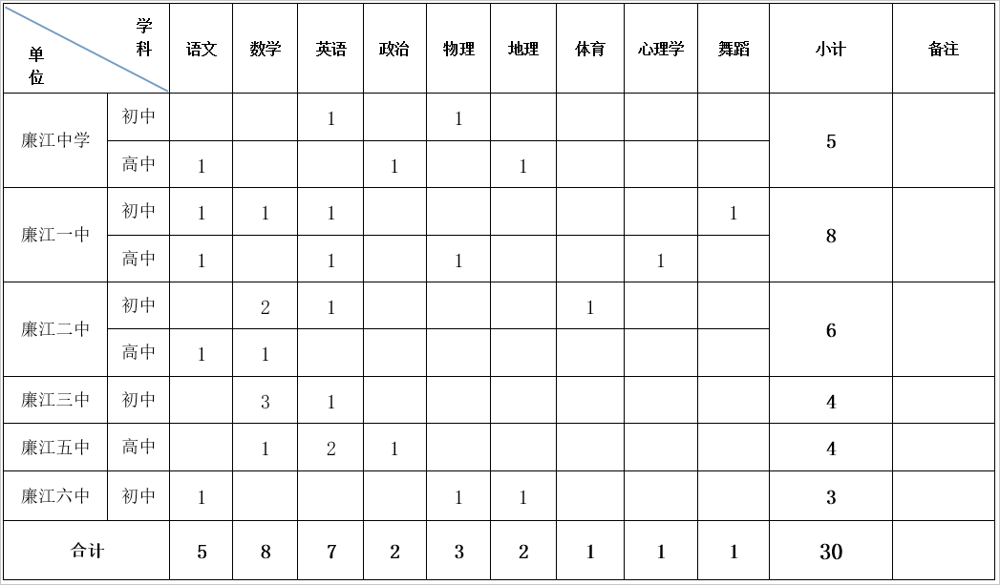 学科
单位
语文 数学 英语 政治 物理 地理 体育 心理学 舞蹈 小计 备注
廉江中学 初中 1 1 5
高中 1 1 1
廉江一中 初中 1 1 1 1 8
高中 1 1 1 1
廉江二中 初中 2 1 1 6
高中 1 1
廉江三中 初中 3 1 4
廉江五中 高中 1 2 1 4
廉江六中 初中 1 1 1 3
合计 5 8 7 2 3 2 1 1 1 30